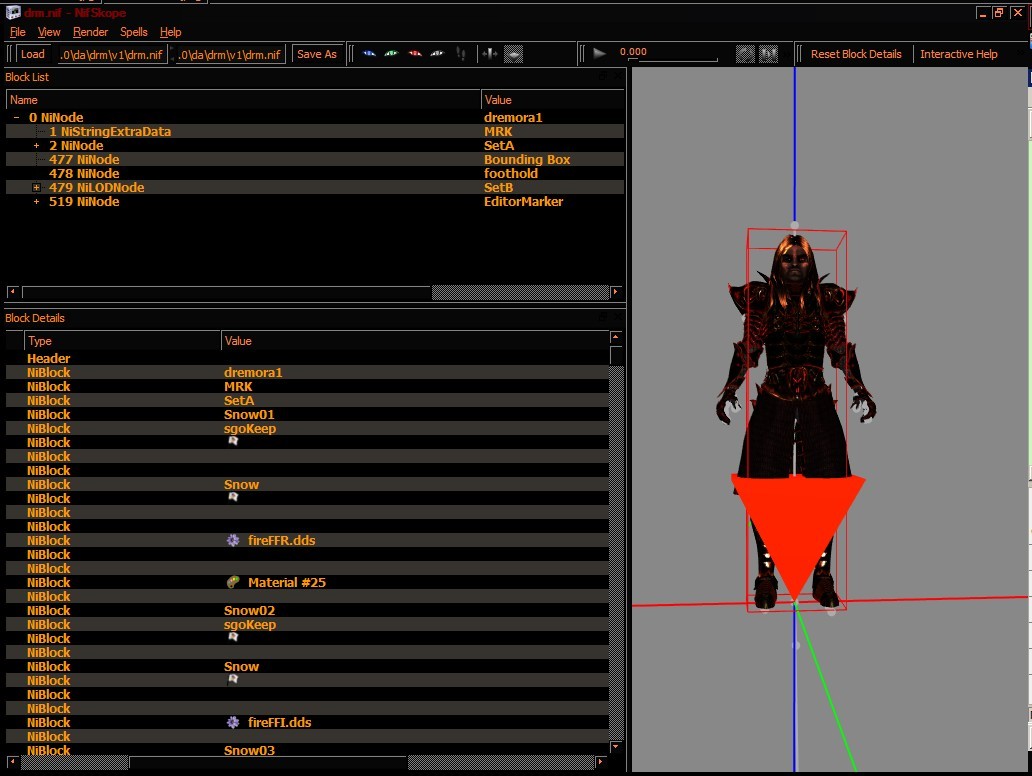 drm.nif - NifSkope
File View Render Spells Help
Load .0\da\drm\v1\drm.nif .0\da\drm\v1\drm.nif Save As 0.000 Reset Block Details Interactive Help
Block List
Name Value
0 NiNode dremora1
1 NiStringExtraData MRK
2 NiNode SetA
477 NiNode Bounding Box
478 NiNode foothold
479 NiLODNode SetB
519 NiNode EditorMarker
Block Details
Type Value
Header
NiBlock dremora1
NiBlock MRK
NiBlock SetA
NiBlock Snow01
NiBlock sgoKeep
NiBlock
NiBlock
NiBlock
NiBlock Snow
NiBlock
NiBlock
NiBlock
NiBlock fireFFR.dds
NiBlock
NiBlock
NiBlock Material #25
NiBlock
NiBlock Snow02
NiBlock sgoKeep
NiBlock
NiBlock
NiBlock Snow
NiBlock
NiBlock
NiBlock
NiBlock fireFFI.dds
NiBlock
NiBlock Snow03